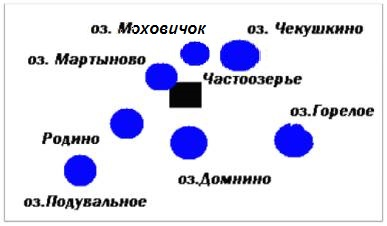 оз. Моховичок
оз. Чекушкино
оз. Мартыново
Частоозерье
оз.Горелое
Родино
оз.Домнино
оз.Подувальное